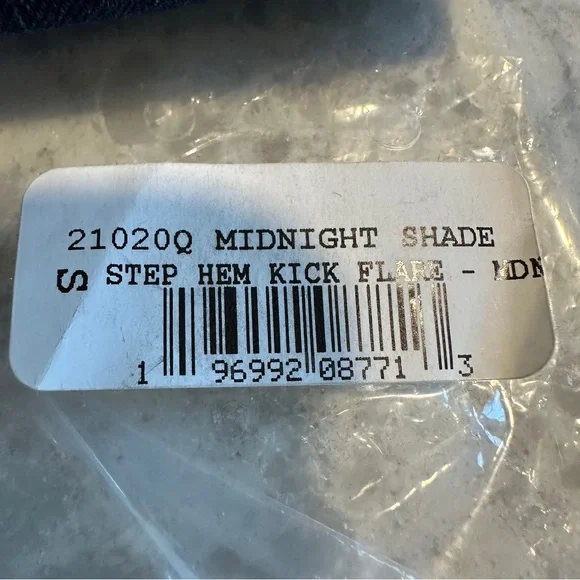 21020Q MIDNIGHT SHADE
S STEP HEM KICK FLARE - MDN
1 96992 08771 3